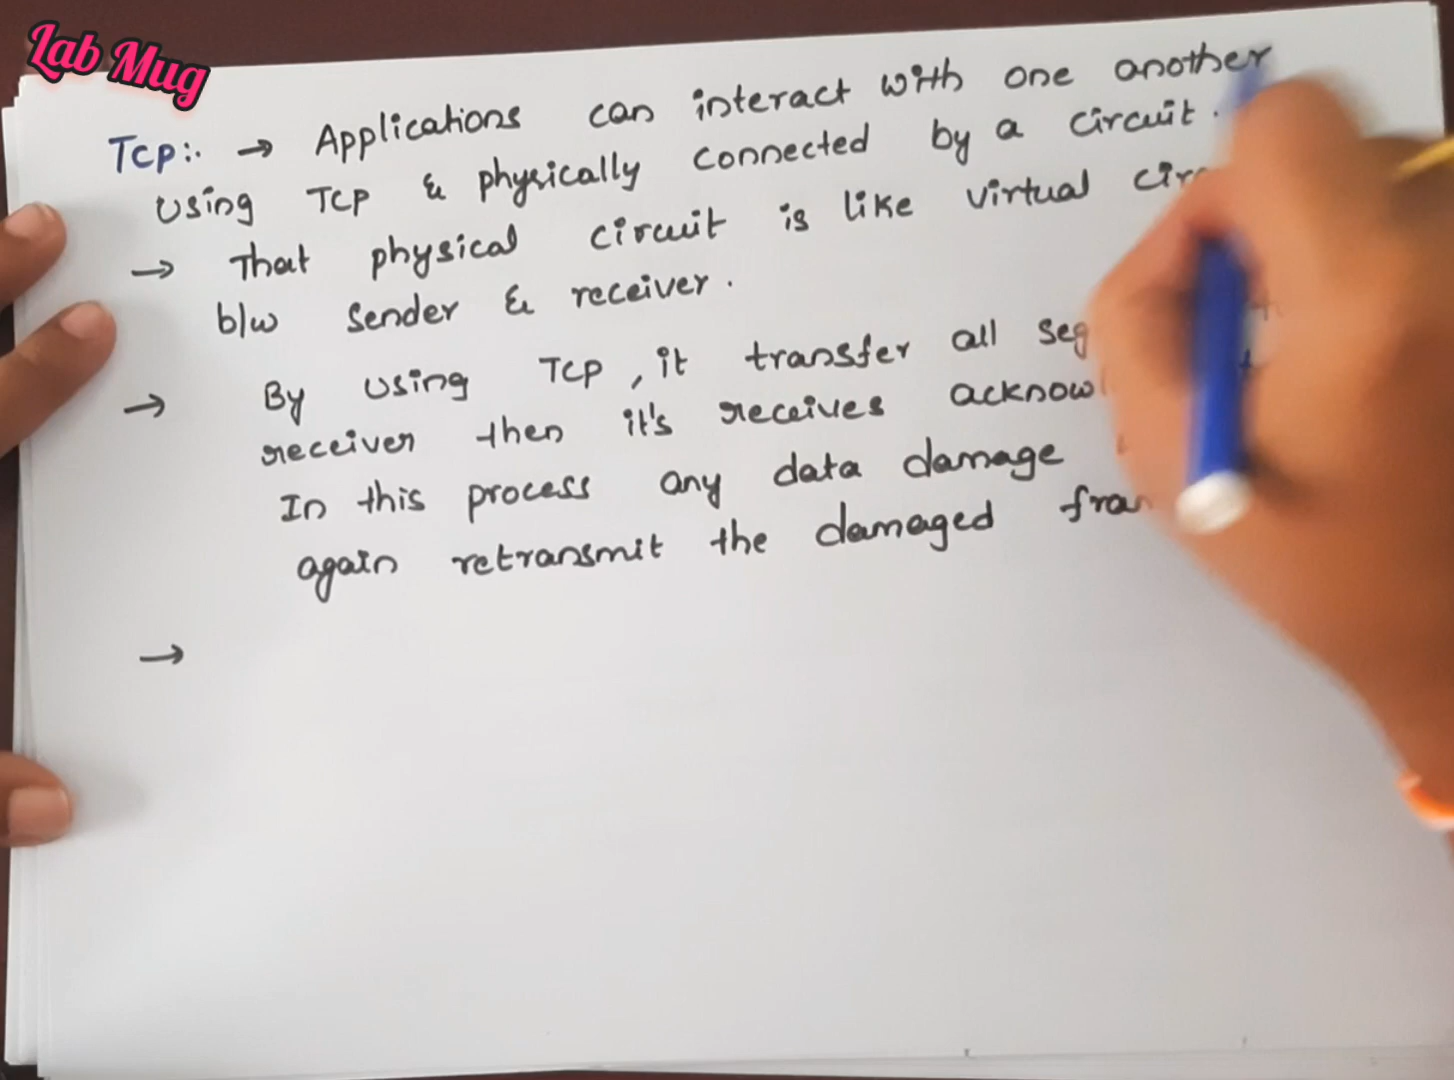 Lab Mug
TCP:. → Applications can interact with one another
using TCP & physically connected by a circuit.
→ That physical circuit is like virtual
b/w sender & receiver.
→ By using TCP, it transfer all
receiver then it's receives
In this process any data damage
again retransmit the damaged
→